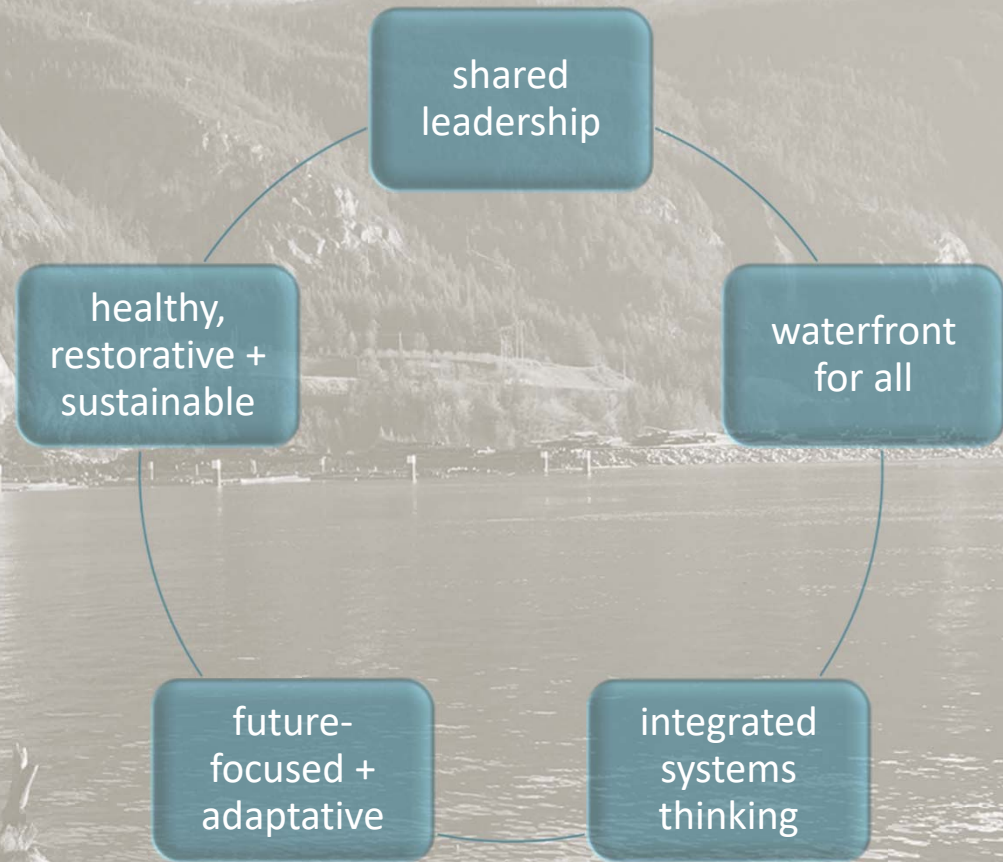 shared
leadership
waterfront
for all
integrated
systems
thinking
future-
focused +
adaptative
healthy,
restorative +
sustainable